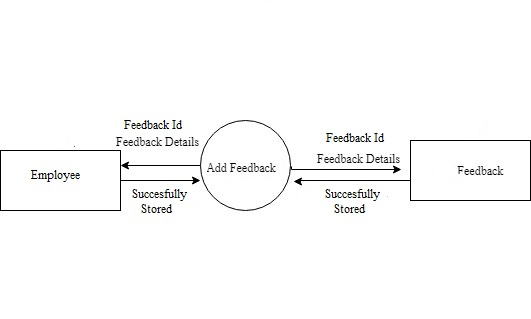 Feedback Id
Feedback Details
Employee
Succesfully
Stored
Add Feedback
Feedback Id
Feedback Details
Succesfully
Stored
Feedback